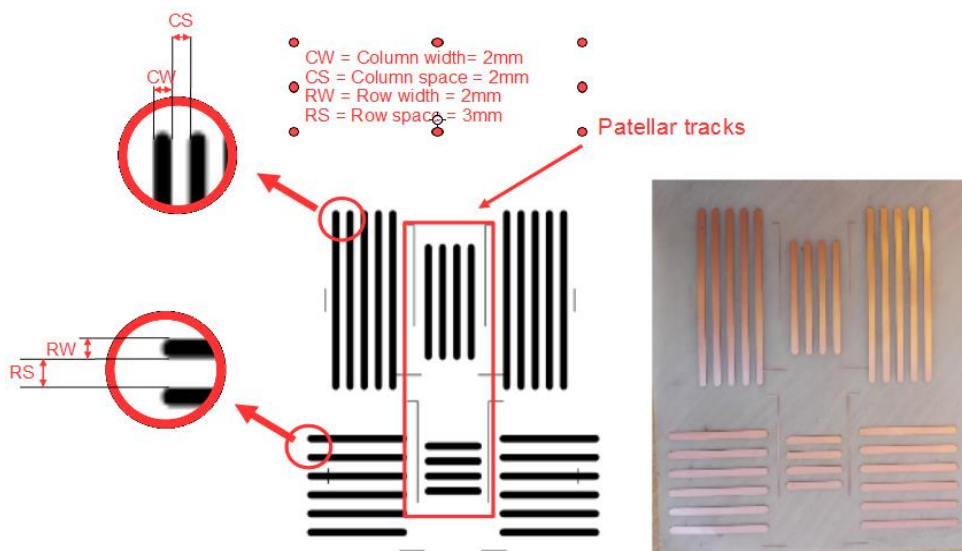 CS
CW
CW = Column width= 2mm
CS = Column space = 2mm
RW = Row width = 2mm
RS = Row space = 3mm
Patellar tracks
RW
RS